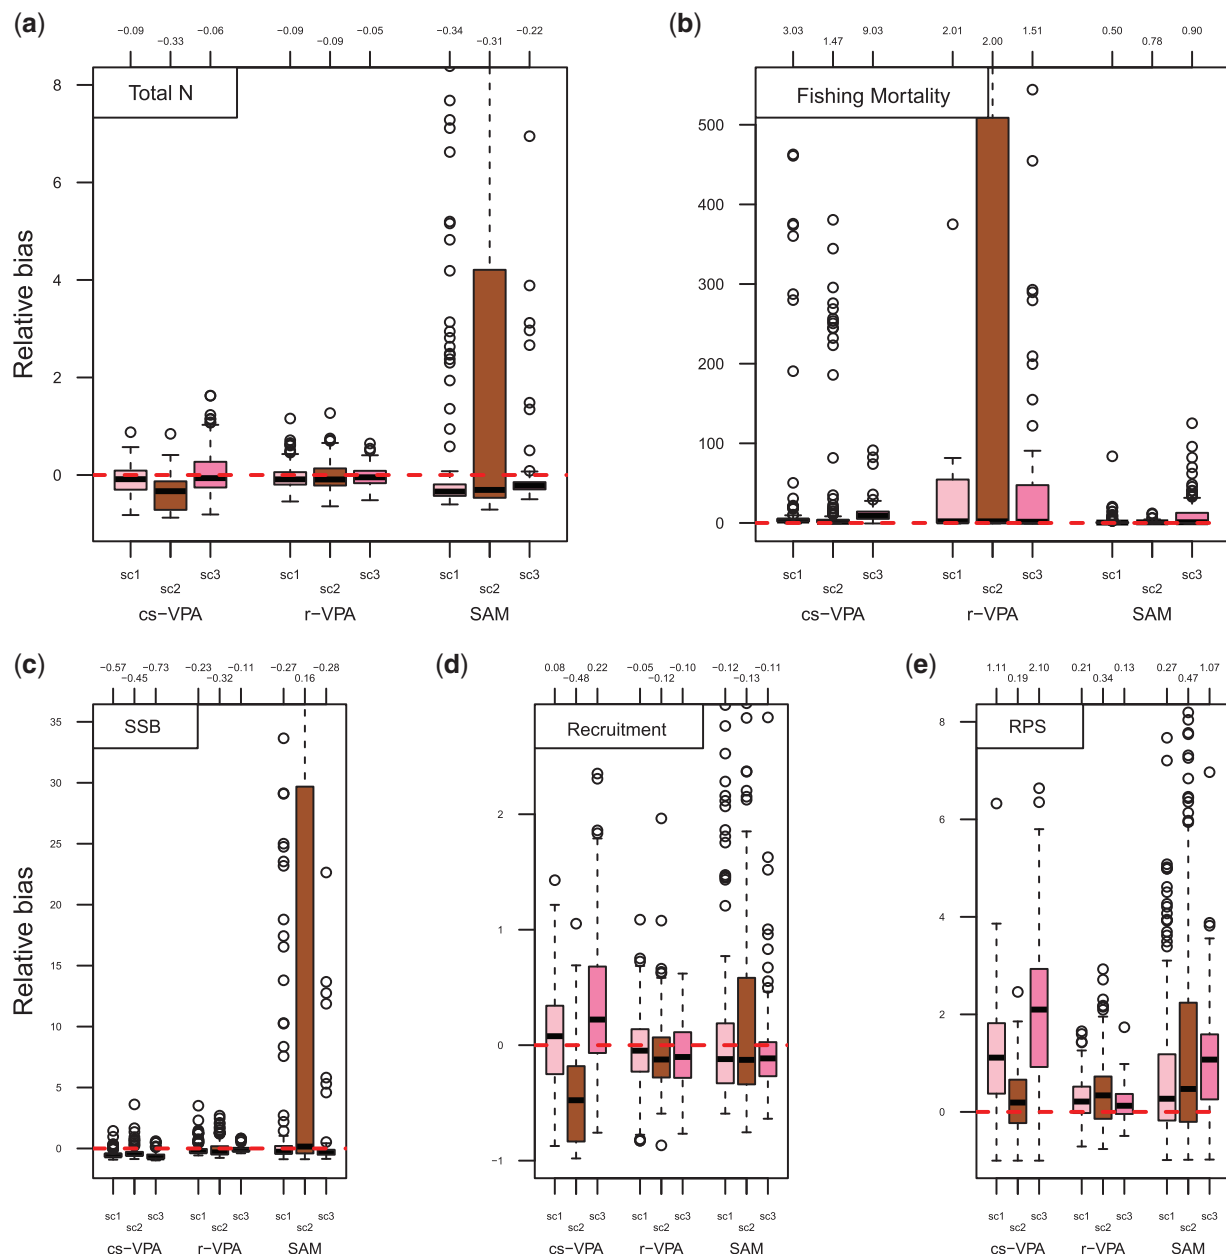 (a)
−0.09 −0.06 −0.09 −0.05 −0.34 −0.22
−0.33 −0.09 −0.31
Total N
8
6
4
2
0
Relative bias
sc1 sc3 sc1 sc3 sc1 sc3
sc2 sc2 sc2
cs−VPA r−VPA SAM
(b)
3.03 9.03 2.01 1.51 0.50 0.90
1.47 2.00 0.78
Fishing Mortality
500
400
300
200
100
0
sc1 sc3 sc1 sc3 sc1 sc3
sc2 sc2 sc2
cs−VPA r−VPA SAM
(c)
−0.57 −0.73 −0.23 −0.11 −0.27 −0.28
−0.45 −0.32 0.16
SSB
35
30
25
20
15
10
5
0
Relative bias
sc1 sc3 sc1 sc3 sc1 sc3
sc2 sc2 sc2
cs−VPA r−VPA SAM
(d)
0.08 0.22 −0.05 −0.10 −0.12 −0.11
−0.48 −0.12 −0.13
Recruitment
2
1
0
−1
sc1 sc3 sc1 sc3 sc1 sc3
sc2 sc2 sc2
cs−VPA r−VPA SAM
(e)
1.11 2.10 0.21 0.13 0.27 1.07
0.19 0.34 0.47
RPS
8
6
4
2
0
sc1 sc3 sc1 sc3 sc1 sc3
sc2 sc2 sc2
cs−VPA r−VPA SAM